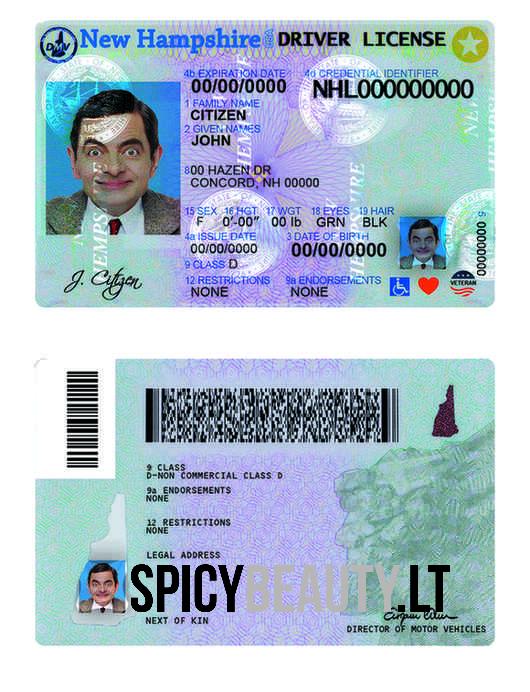 DMV New Hampshire USA DRIVER LICENSE
4b EXPIRATION DATE 4d CREDENTIAL IDENTIFIER
00/00/0000 NHL000000000
1 FAMILY NAME
CITIZEN
2 GIVEN NAMES
JOHN
8 00 HAZEN DR
CONCORD, NH 00000
15 SEX 16 HGT 17 WGT 18 EYES 19 HAIR
F 0'-00" 00 lb GRN BLK
4a ISSUE DATE 3 DATE OF BIRTH
00/00/0000 00/00/0000
9 CLASS D
12 RESTRICTIONS 9a ENDORSEMENTS
NONE NONE
J. Citizen
VETERAN
00000000
9 CLASS
D-NON COMMERCIAL CLASS D
9a ENDORSEMENTS
NONE
12 RESTRICTIONS
NONE
LEGAL ADDRESS
SPICYBEAUTY.LT
NEXT OF KIN
DIRECTOR OF MOTOR VEHICLES